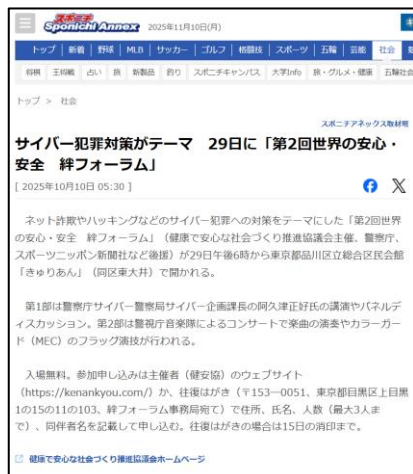 スポニチ
Sponichi Annex 2025年11月10日(月)
トップ 新着 野球 MLB サッカー ゴルフ 格闘技 スポーツ 五輪 芸能 社会
将棋 王将戦 占い 旅 新製品 釣り スポニチキャンパス 大学Info 旅・グルメ・健康 五輪社会
トップ > 社会
スポニチアネックス取材班
サイバー犯罪対策がテーマ 29日に「第2回世界の安心・
安全 絆フォーラム」
[ 2025年10月10日 05:30 ]
ネット詐欺やハッキングなどのサイバー犯罪への対策をテーマにした「第2回世界
の安心・安全 絆フォーラム」（健康で安心な社会づくり推進協議会主催、警察庁、
スポーツニッポン新聞社など後援）が29日午後6時から東京都品川区立総合区民会館
「きゅりあん」（同区東大井）で開かれる。
第1部は警察庁サイバー警察局サイバー企画課長の阿久津正好氏の講演やパネルデ
ィスカッション。第2部は警視庁音楽隊によるコンサートで楽曲の演奏やカラーガー
ド（MEC）のフラッグ演技が行われる。
入場無料。参加申し込みは主催者（健安協）のウェブサイト
（https://kenankyou.com/）か、往復はがき（〒153―0051、東京都目黒区上目黒
1の15の11の103、絆フォーラム事務局宛て）で住所、氏名、人数（最大3人ま
で）、同伴者名を記載して申し込む。往復はがきの場合は15日の消印まで。
健康で安心な社会づくり推進協議会ホームページ